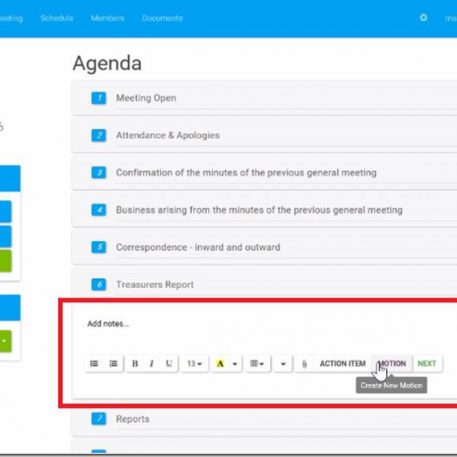 Schedule Members Documents
Agenda
1 Meeting Open
2 Attendance & Apologies
3 Confirmation of the minutes of the previous general meeting
4 Business arising from the minutes of the previous general meeting
5 Correspondence - inward and outward
6 Treasurers Report
Add notes...
B I U 13 A ACTION ITEM MOTION NEXT
Create New Motion
7 Reports